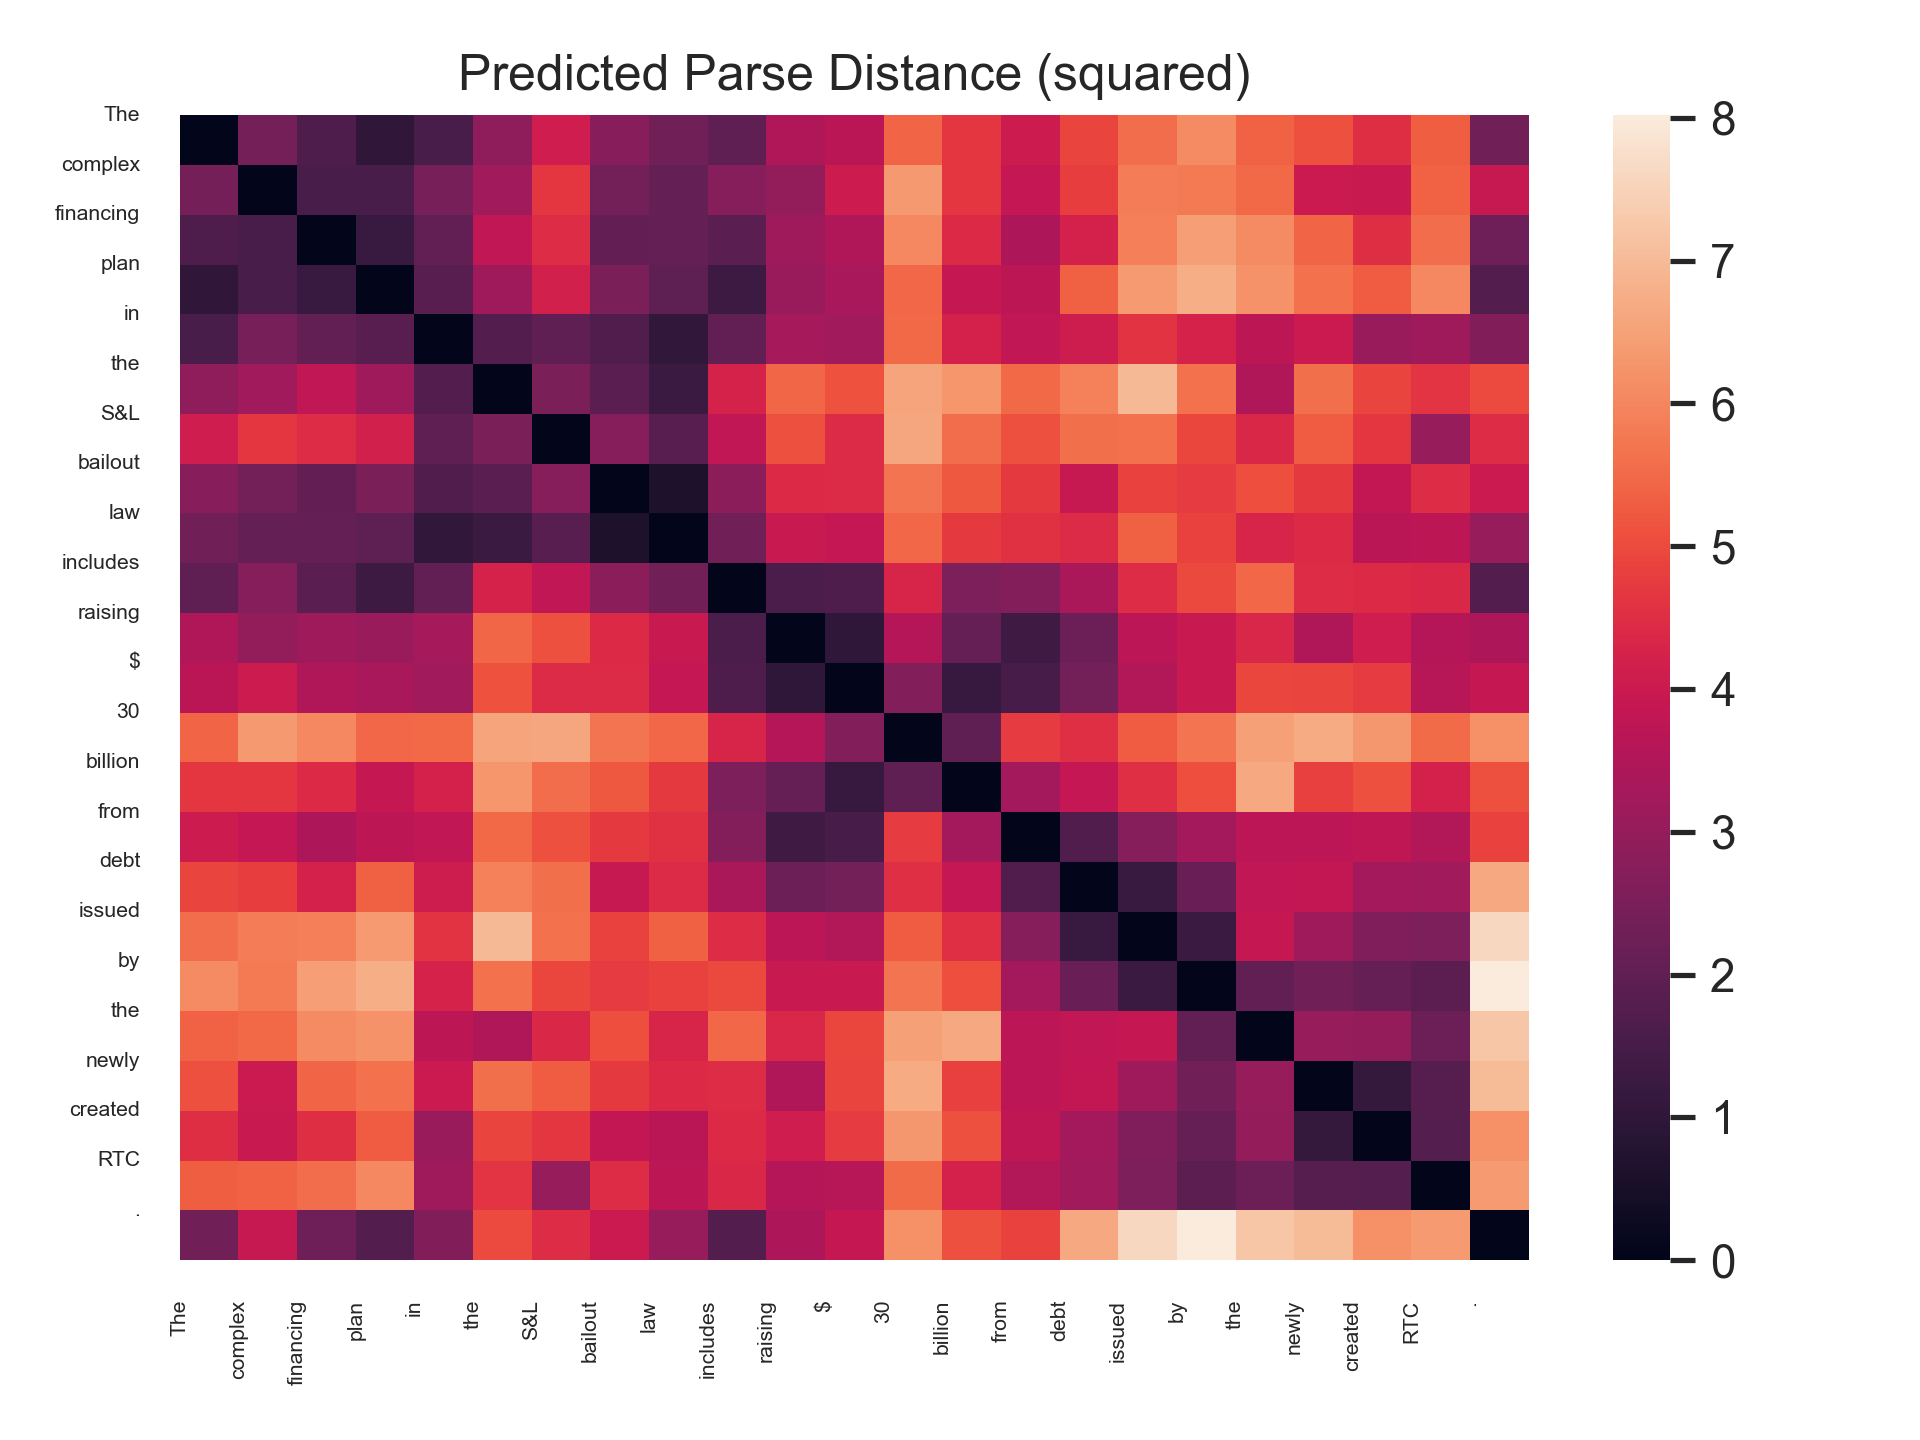 Predicted Parse Distance (squared)
The
complex
financing
plan
in
the
S&L
bailout
law
includes
raising
$
30
billion
from
debt
issued
by
the
newly
created
RTC
.
8
7
6
5
4
3
2
1
0
The
complex
financing
plan
in
the
S&L
bailout
law
includes
raising
$
30
billion
from
debt
issued
by
the
newly
created
RTC
.